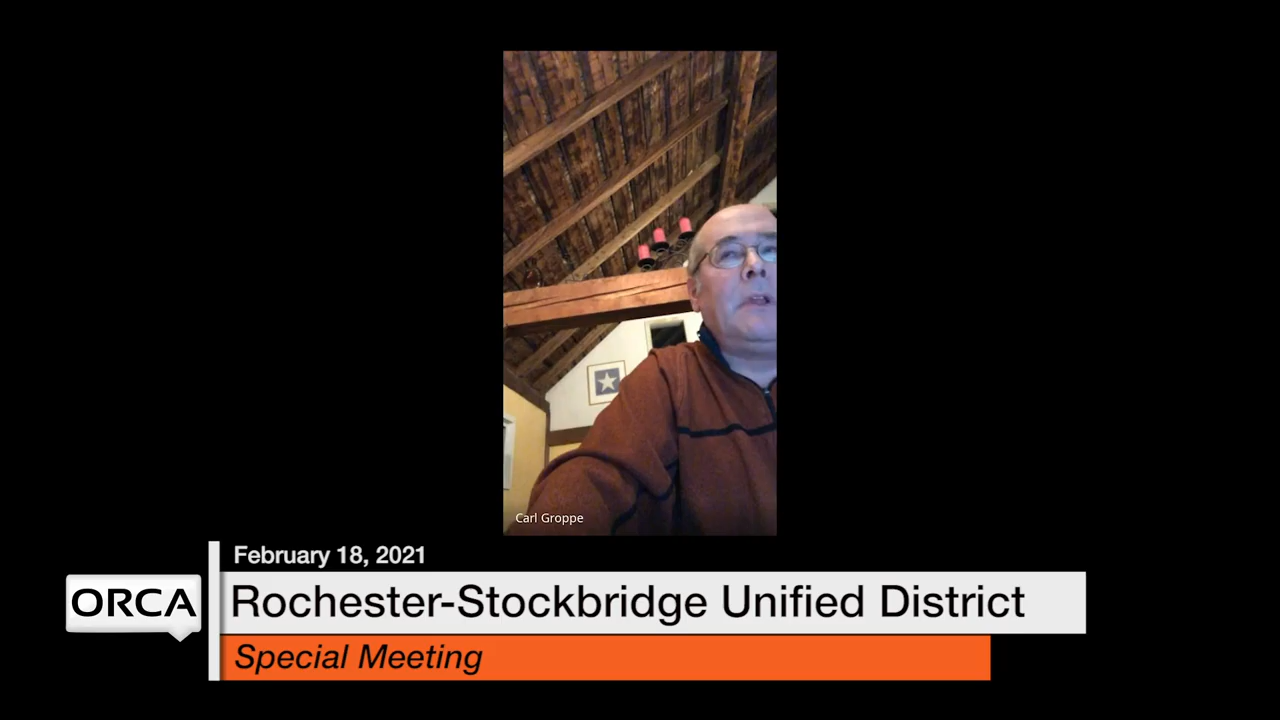 Carl Groppe
February 18, 2021
ORCA
Rochester-Stockbridge Unified District
Special Meeting